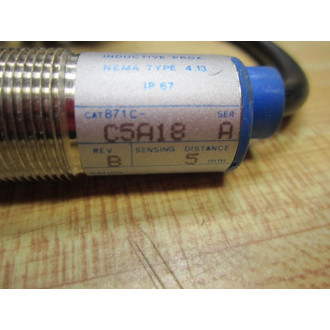 INDUCTIVE PROX
NEMA TYPE 4,13
IP 67
CAT 871C- SER
C5A18 A
REV SENSING DISTANCE
B 5 mm